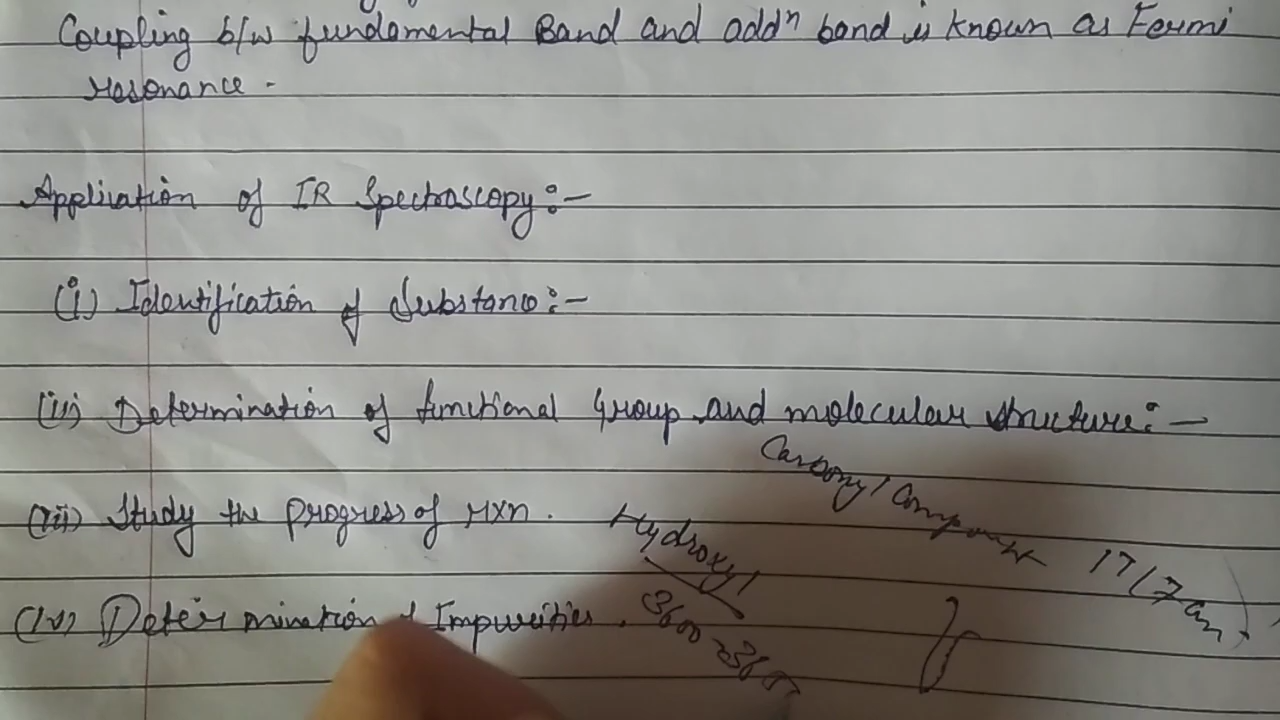 Coupling b/w fundamental Band and addⁿ band is known as Fermi
resonance.
Application of IR Spectroscopy:-
(i) Identification of Substance:-
(ii) Determination of functional Group and molecular structure:-
Carbonyl Compound
(iii) Study the progress of rxn.
Hydroxyl
(iv) Determination of Impurities.
3600